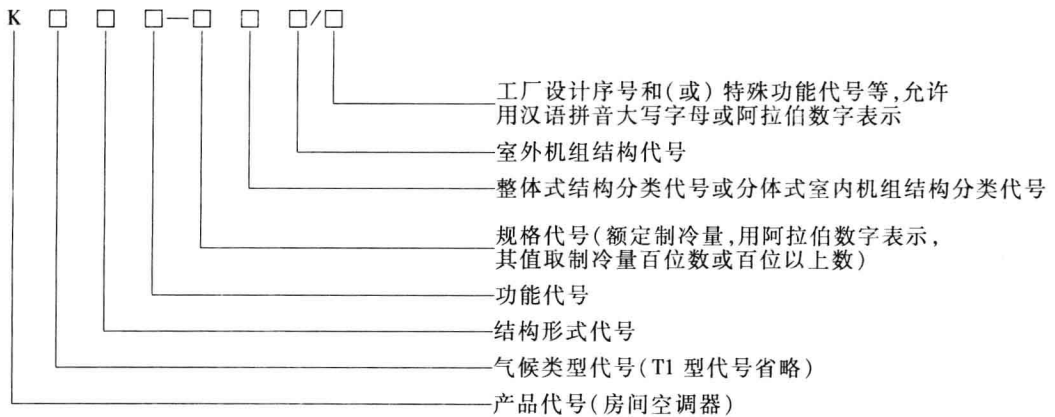 K □ □ □—□ □ □/□
工厂设计序号和(或)特殊功能代号等,允许
用汉语拼音大写字母或阿拉伯数字表示
室外机组结构代号
整体式结构分类代号或分体式室内机组结构分类代号
规格代号(额定制冷量,用阿拉伯数字表示,
其值取制冷量百位数或百位以上数)
功能代号
结构形式代号
气候类型代号(T1 型代号省略)
产品代号(房间空调器)